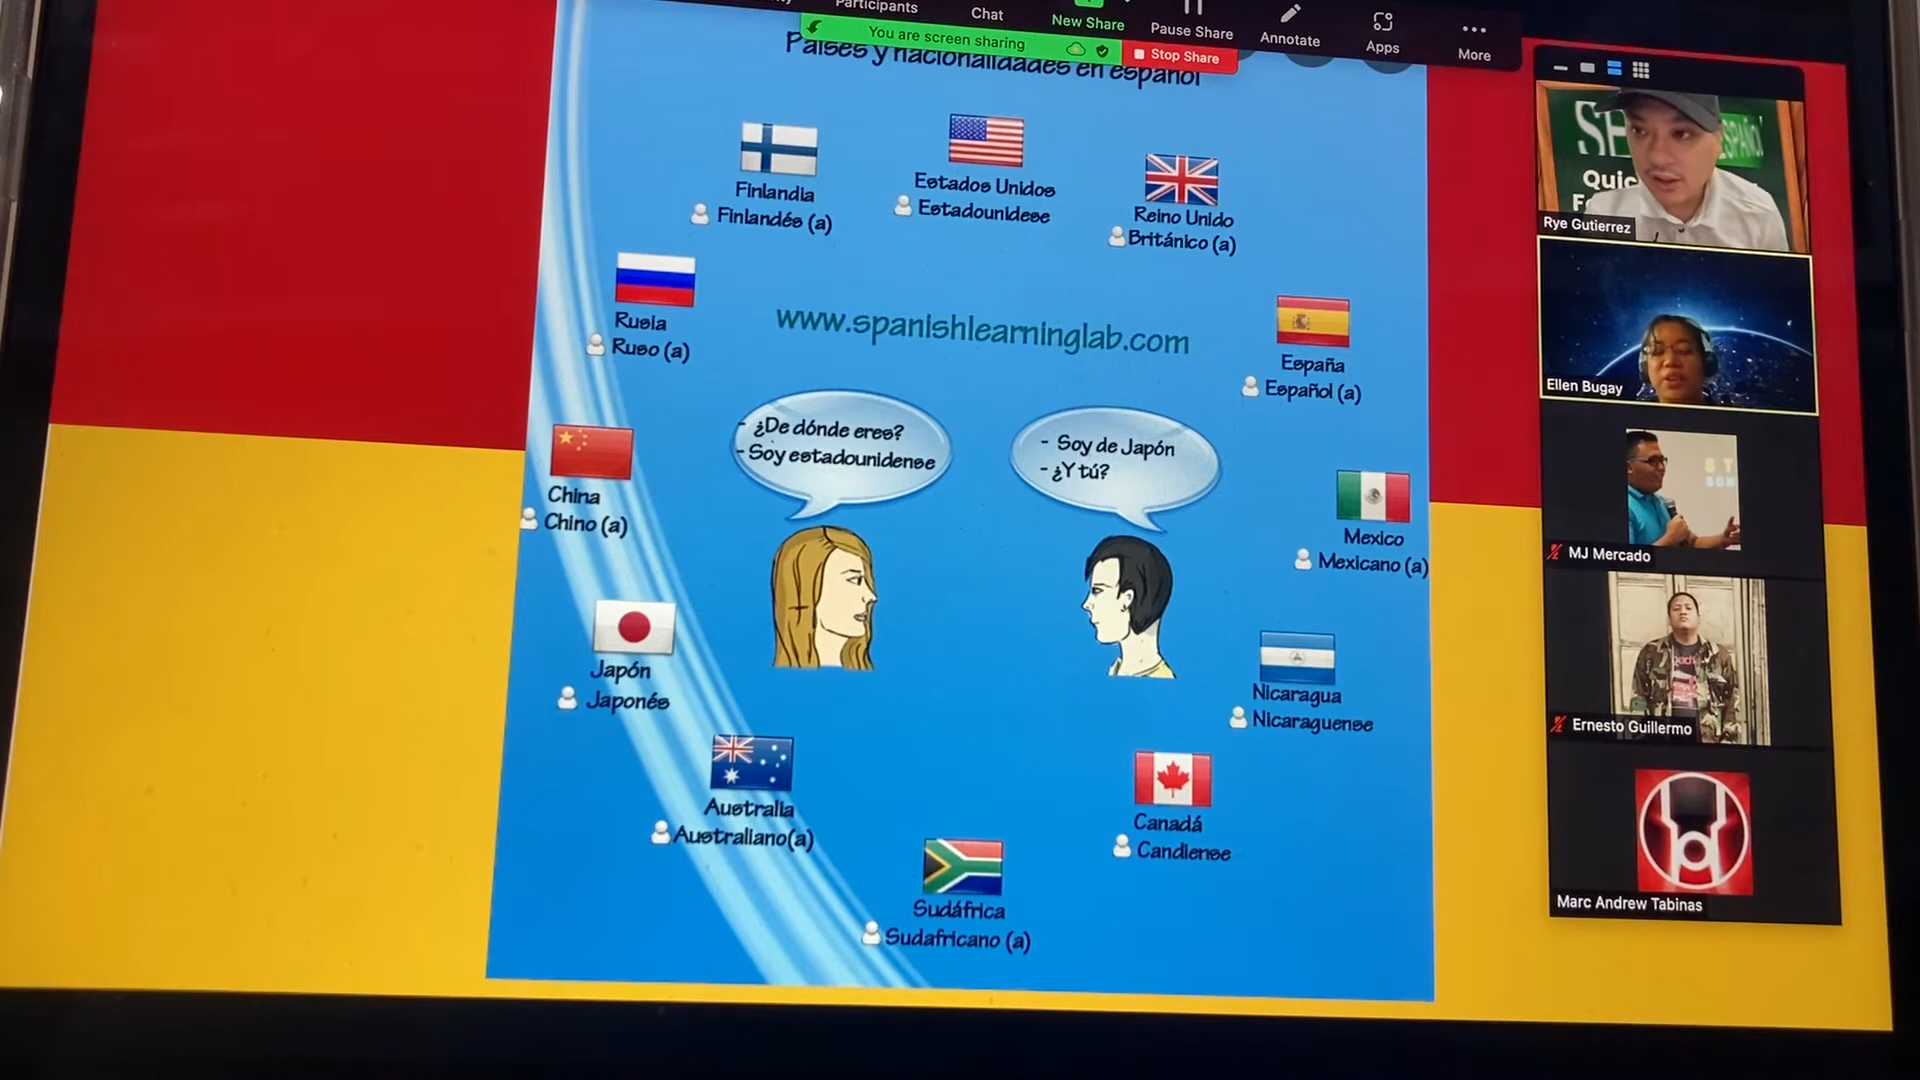 Participants
Chat
New Share
Pause Share
Annotate
Apps
More
You are screen sharing
Stop Share
Países y nacionalidades en español
Finlandia
Finlandés (a)
Estados Unidos
Estadounidese
Reino Unido
Británico (a)
Rusia
Ruso (a)
www.spanishlearninglab.com
España
Español (a)
- ¿De dónde eres?
- Soy estadounidense
- Soy de Japón
- ¿Y tú?
China
Chino (a)
Mexico
Mexicano (a)
Japón
Japonés
Nicaragua
Nicaraguense
Australia
Australiano(a)
Canadá
Candiense
Sudáfrica
Sudafricano (a)
Rye Gutierrez
Ellen Bugay
MJ Mercado
Ernesto Guillermo
Marc Andrew Tabinas